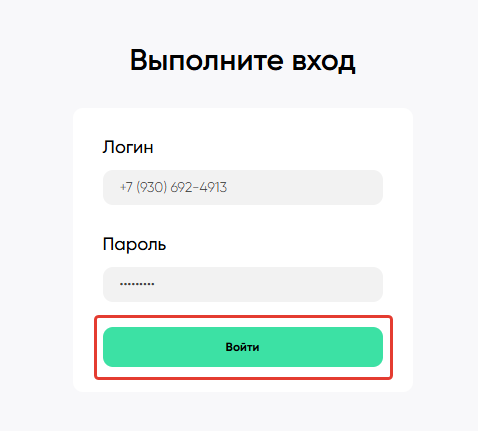 Выполните вход
Логин
+7 (930) 692-4913
Пароль
•••••••••
Войти